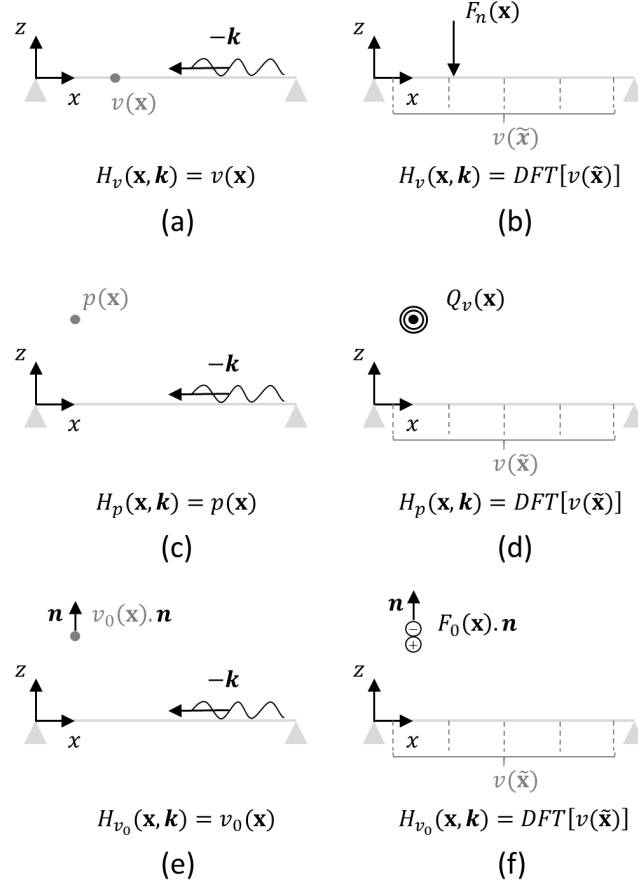 z
x
−k
v(x)
H_v(x, k) = v(x)
(a)
F_n(x)
z
x
v(x̃)
H_v(x, k) = DFT[v(x̃)]
(b)
p(x)
z
x
−k
H_p(x, k) = p(x)
(c)
Q_v(x)
z
x
v(x̃)
H_p(x, k) = DFT[v(x̃)]
(d)
n v_0(x). n
z
x
−k
H_{v_0}(x, k) = v_0(x)
(e)
n F_0(x). n
−
+
z
x
v(x̃)
H_{v_0}(x, k) = DFT[v(x̃)]
(f)